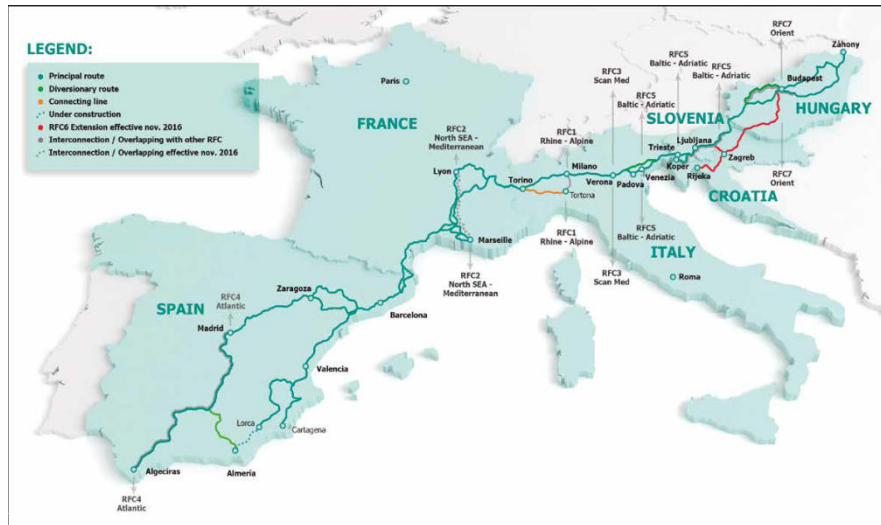 LEGEND:
Principal route
Diversionary route
Connecting line
Under construction
RFC6 Extension effective nov. 2016
Interconnection / Overlapping with other RFC
Interconnection / Overlapping effective nov. 2016
RFC7
Orient
Záhony
RFC5
Baltic - Adriatic
RFC5
Baltic - Adriatic
RFC3
Scan Med
RFC5
Baltic - Adriatic
Budapest
Paris
HUNGARY
SLOVENIA
FRANCE
RFC2
North SEA -
Mediterranean
RFC1
Rhine - Alpine
Ljubljana
Trieste
Koper
Zagreb
Milano
Lyon
Torino
Verona
Padova
Venezia
Rijeka
RFC7
Orient
Tortona
CROATIA
Marseille
RFC1
Rhine - Alpine
RFC5
Baltic - Adriatic
ITALY
RFC2
North SEA -
Mediterranean
RFC3
Scan Med
Roma
Zaragoza
RFC4
Atlantic
SPAIN
Barcelona
Madrid
Valencia
Lorca
Cartagena
Algeciras
Almería
RFC4
Atlantic